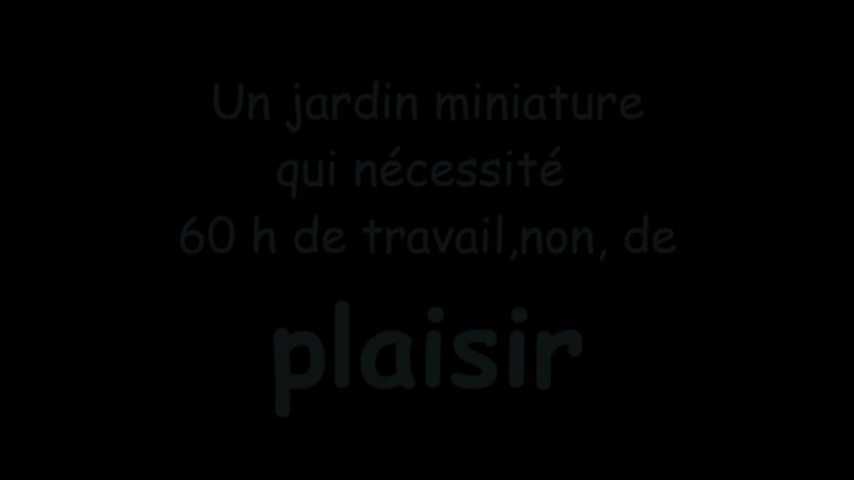 Un jardin miniature
qui nécessité
60 h de travail,non, de
plaisir